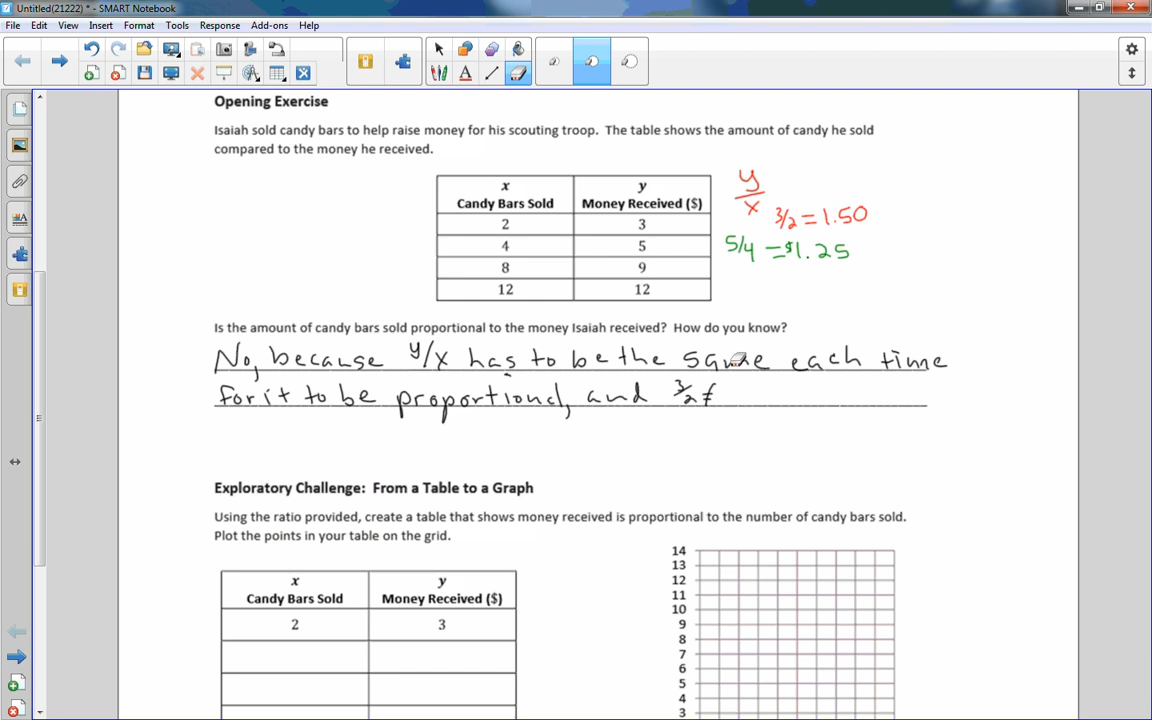 Untitled(21222) * - SMART Notebook
File Edit View Insert Format Tools Response Add-ons Help
Opening Exercise
Isaiah sold candy bars to help raise money for his scouting troop. The table shows the amount of candy he sold
compared to the money he received.
x y
Candy Bars Sold Money Received ($)
2 3
4 5
8 9
12 12
y/x
3/2 = 1.50
5/4 = $1.25
Is the amount of candy bars sold proportional to the money Isaiah received? How do you know?
No, because y/x has to be the same each time
for it to be proportional, and 3/2 f
Exploratory Challenge: From a Table to a Graph
Using the ratio provided, create a table that shows money received is proportional to the number of candy bars sold.
Plot the points in your table on the grid.
x y
Candy Bars Sold Money Received ($)
2 3
14
13
12
11
10
9
8
7
6
5
4
3